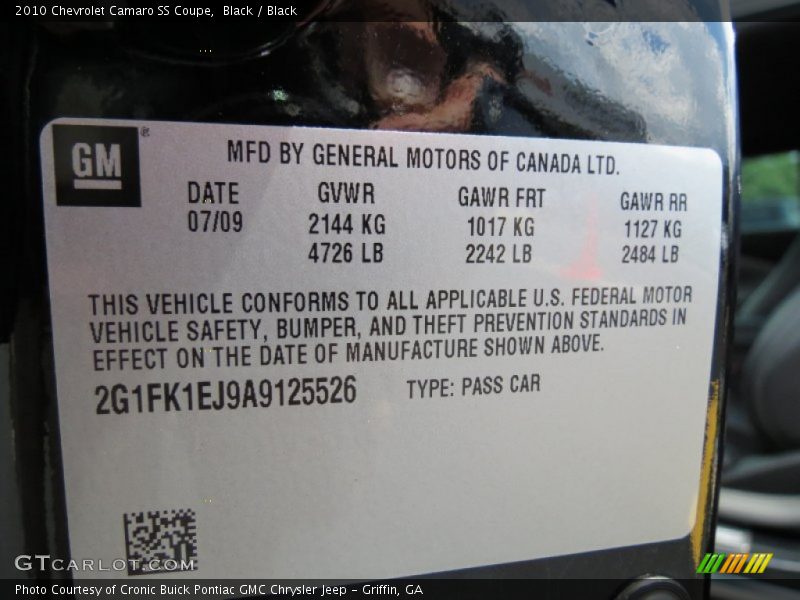 2010 Chevrolet Camaro SS Coupe, Black / Black
GM ®
MFD BY GENERAL MOTORS OF CANADA LTD.
DATE GVWR GAWR FRT GAWR RR
07/09 2144 KG 1017 KG 1127 KG
4726 LB 2242 LB 2484 LB
THIS VEHICLE CONFORMS TO ALL APPLICABLE U.S. FEDERAL MOTOR
VEHICLE SAFETY, BUMPER, AND THEFT PREVENTION STANDARDS IN
EFFECT ON THE DATE OF MANUFACTURE SHOWN ABOVE.
2G1FK1EJ9A9125526 TYPE: PASS CAR
GTcarlot.com
Photo Courtesy of Cronic Buick Pontiac GMC Chrysler Jeep - Griffin, GA